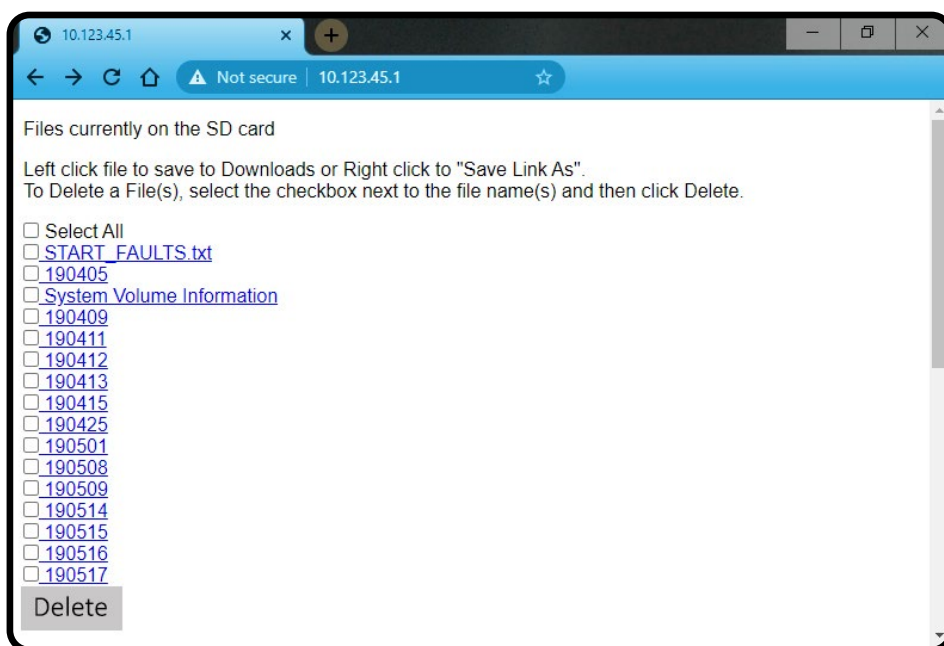 10.123.45.1
Not secure | 10.123.45.1
Files currently on the SD card
Left click file to save to Downloads or Right click to "Save Link As".
To Delete a File(s), select the checkbox next to the file name(s) and then click Delete.
Select All
START_FAULTS.txt
190405
System Volume Information
190409
190411
190412
190413
190415
190425
190501
190508
190509
190514
190515
190516
190517
Delete